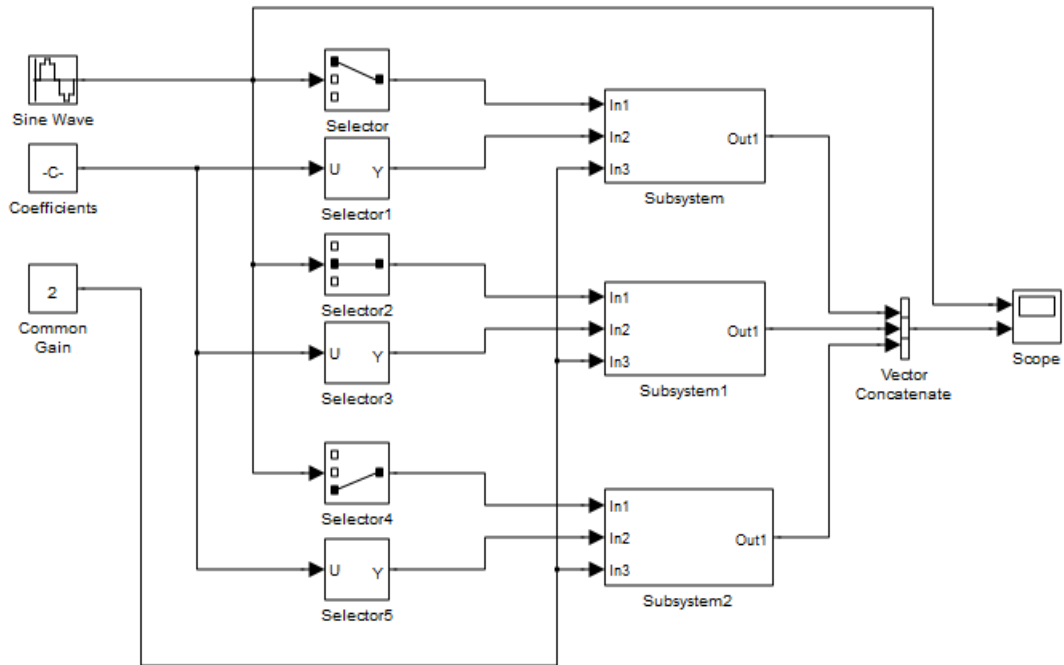 Sine Wave
-C-
Coefficients
2
Common
Gain
Selector
U Y
Selector1
Selector2
U Y
Selector3
Selector4
U Y
Selector5
In1
In2
In3
Out1
Subsystem
In1
In2
In3
Out1
Subsystem1
In1
In2
In3
Out1
Subsystem2
Vector
Concatenate
Scope